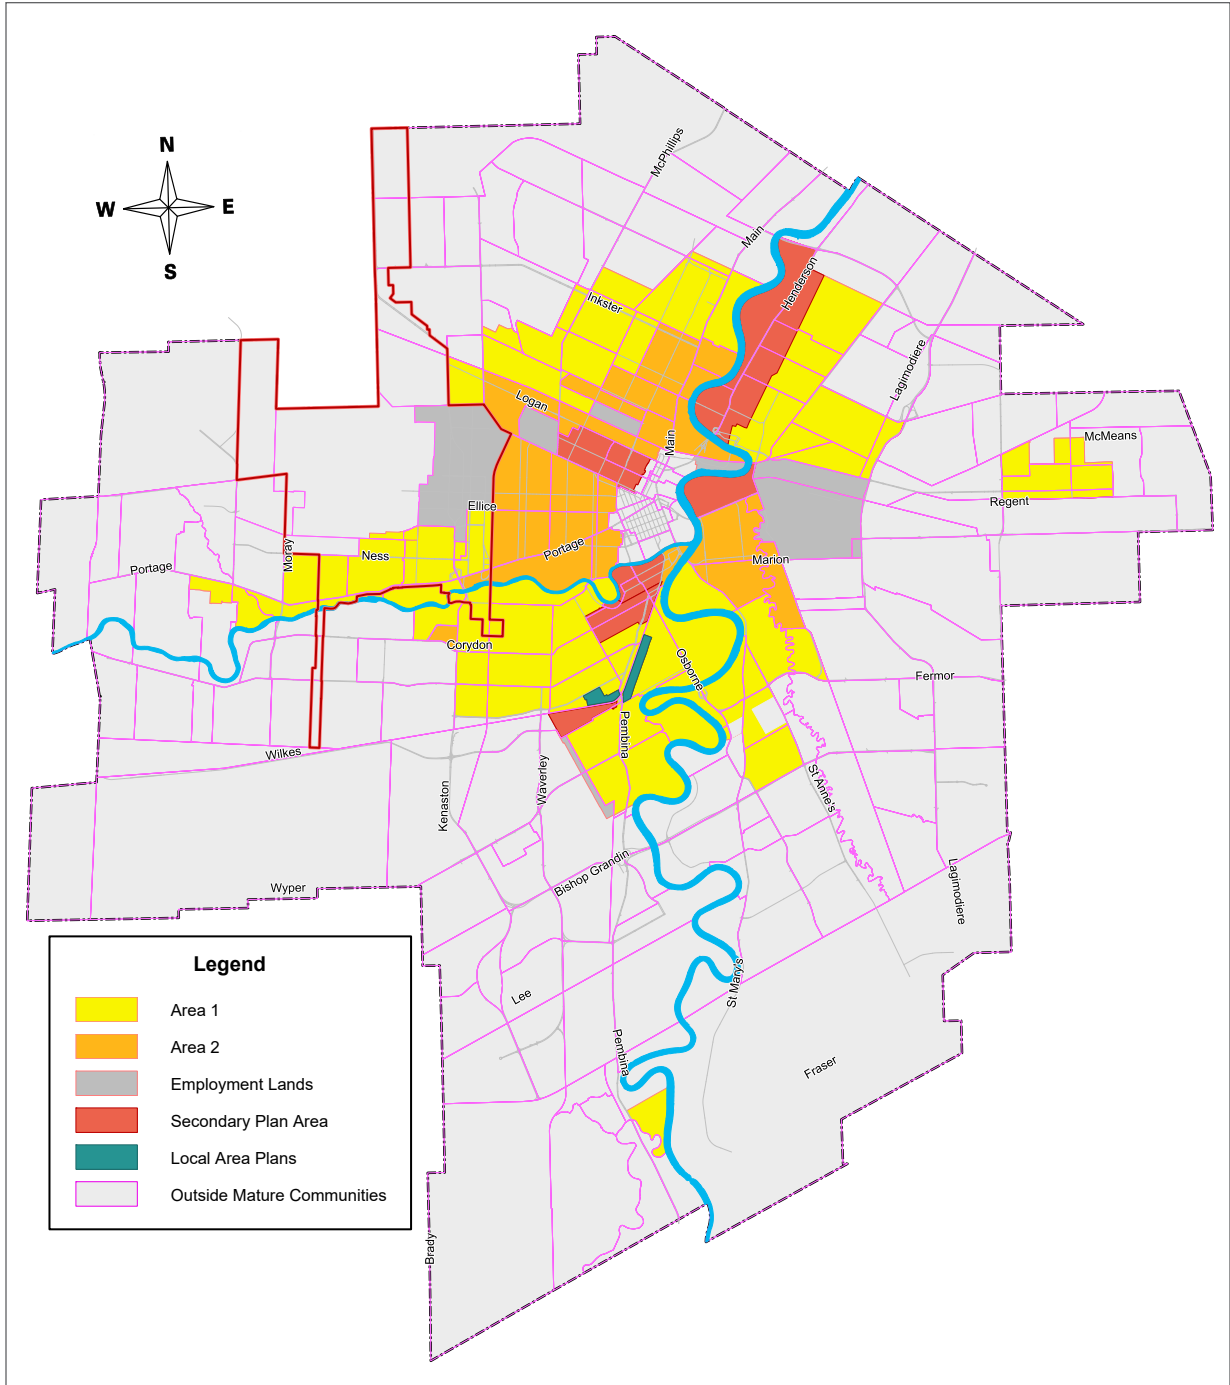 McPhillips
N
W
E
S
Main
Henderson
Inkster
Lagimodiere
Logan
Main
McMeans
Regent
Ellice
Portage
Ness
Moray
Portage
Marion
Corydon
Osborne
Fermor
Pembina
Wilkes
Waverley
Kenaston
St Anne's
Bishop Grandin
Wyper
Lagimodiere
Lee
St Mary's
Pembina
Fraser
Brady
Legend
Area 1
Area 2
Employment Lands
Secondary Plan Area
Local Area Plans
Outside Mature Communities